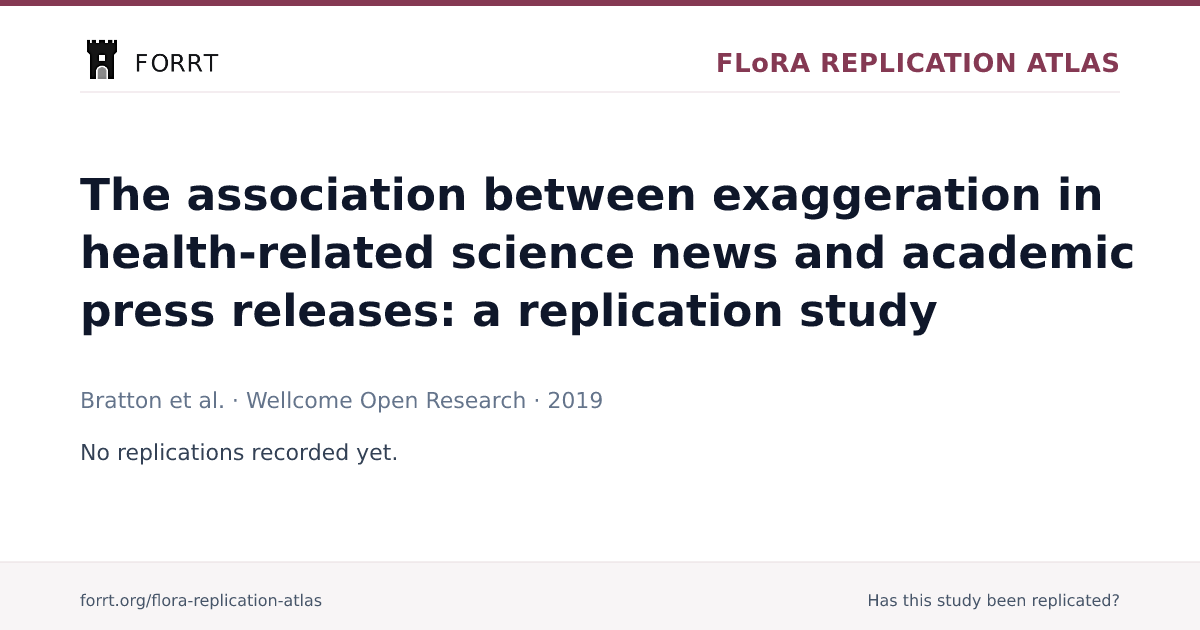 FORRT
FLoRA REPLICATION ATLAS
The association between exaggeration in
health-related science news and academic
press releases: a replication study
Bratton et al. · Wellcome Open Research · 2019
No replications recorded yet.
forrt.org/flora-replication-atlas
Has this study been replicated?